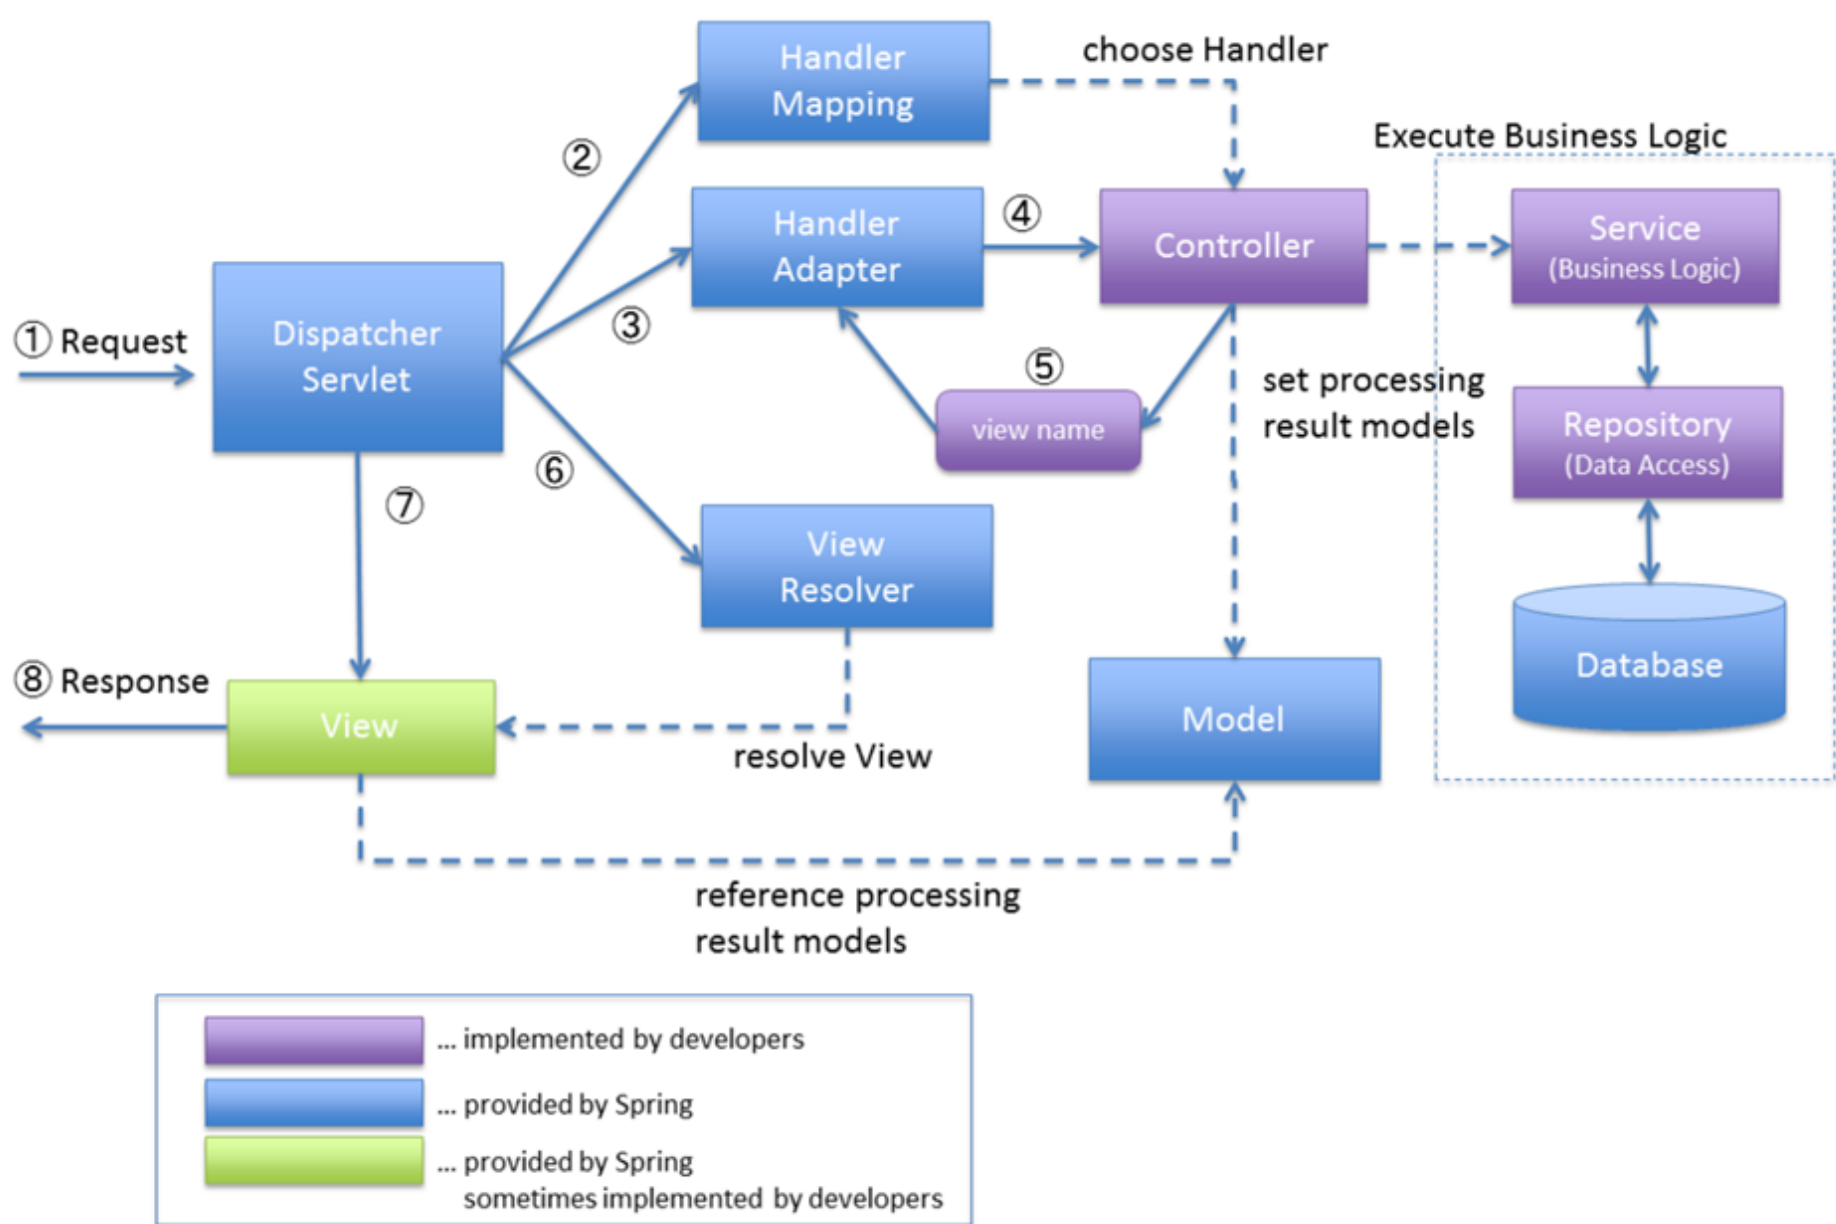 Handler
Mapping
choose Handler
Execute Business Logic
②
Handler
Adapter
④
Controller
Service
(Business Logic)
① Request
Dispatcher
Servlet
③
⑤
view name
set processing
result models
Repository
(Data Access)
⑥
⑦
View
Resolver
Database
⑧ Response
View
resolve View
Model
reference processing
result models
... implemented by developers
... provided by Spring
... provided by Spring
sometimes implemented by developers